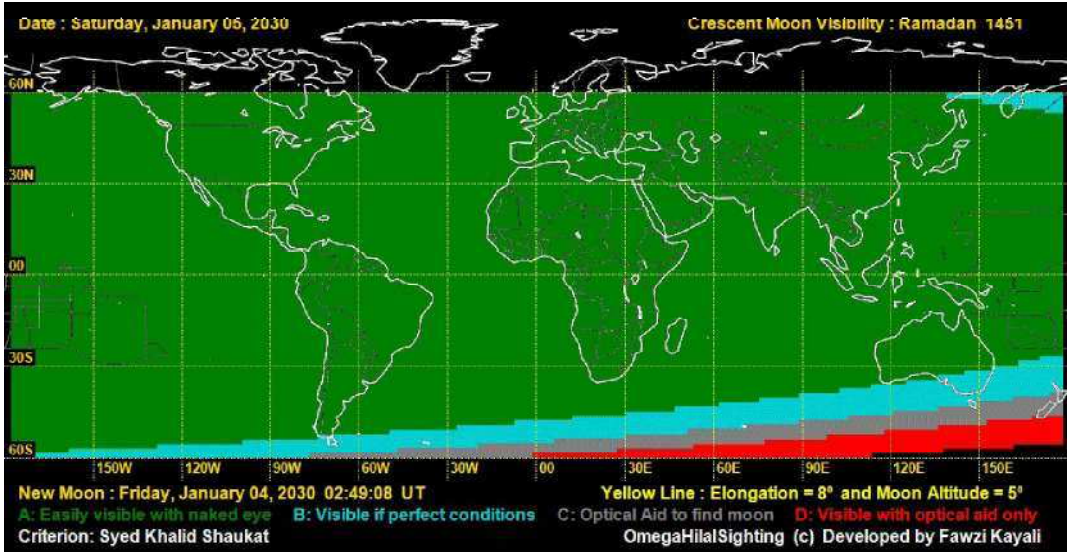 Date : Saturday, January 05, 2030
Crescent Moon Visibility : Ramadan 1451
60N
30N
00
30S
60S
150W 120W 90W 60W 30W 00 30E 60E 90E 120E 150E
New Moon : Friday, January 04, 2030 02:49:08 UT
Yellow Line : Elongation = 8º and Moon Altitude = 5º
A: Easily visible with naked eye B: Visible if perfect conditions C: Optical Aid to find moon D: Visible with optical aid only
Criterion: Syed Khalid Shaukat
OmegaHilalSighting (c) Developed by Fawzi Kayali